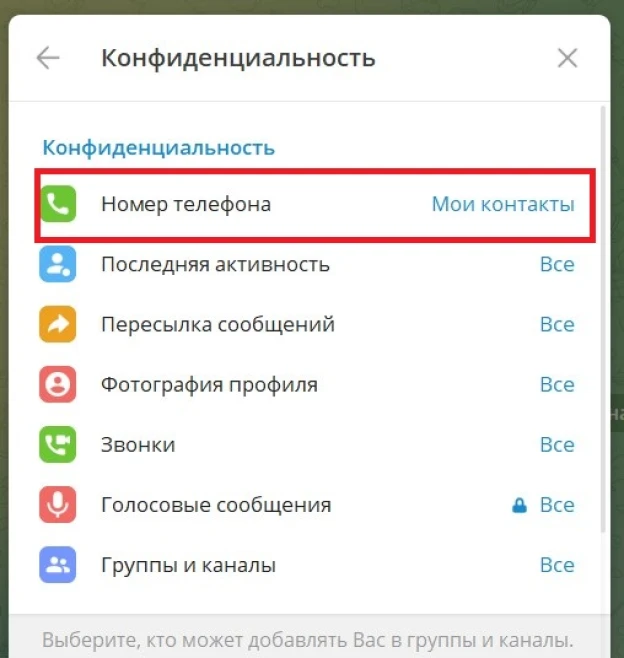 Конфиденциальность
Конфиденциальность
Номер телефона Мои контакты
Последняя активность Все
Пересылка сообщений Все
Фотография профиля Все
Звонки Все
Голосовые сообщения Все
Группы и каналы Все
Выберите, кто может добавлять Вас в группы и каналы.